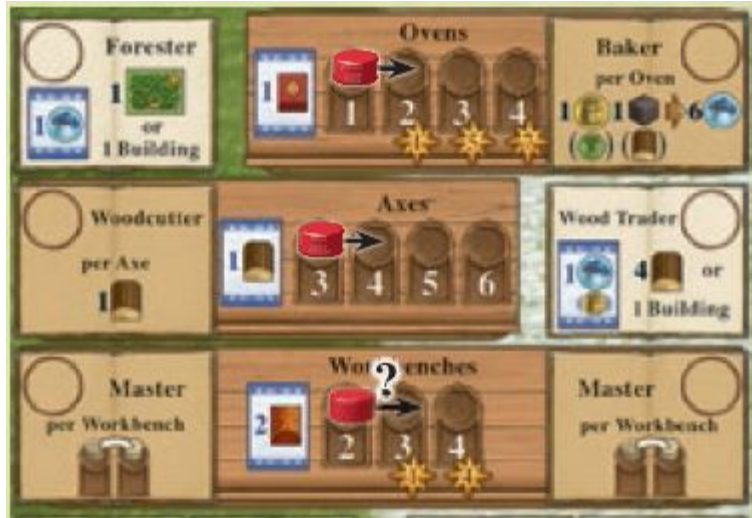 Forester
1
1
or
1 Building
Ovens
1
1 2 3 4
Baker
per Oven
1 1 6
( ) ( )
Woodcutter
per Axe
1
Axes
1
3 4 5 6
Wood Trader
1 4 or
1 Building
Master
per Workbench
?
2
2 3 4
Master
per Workbench